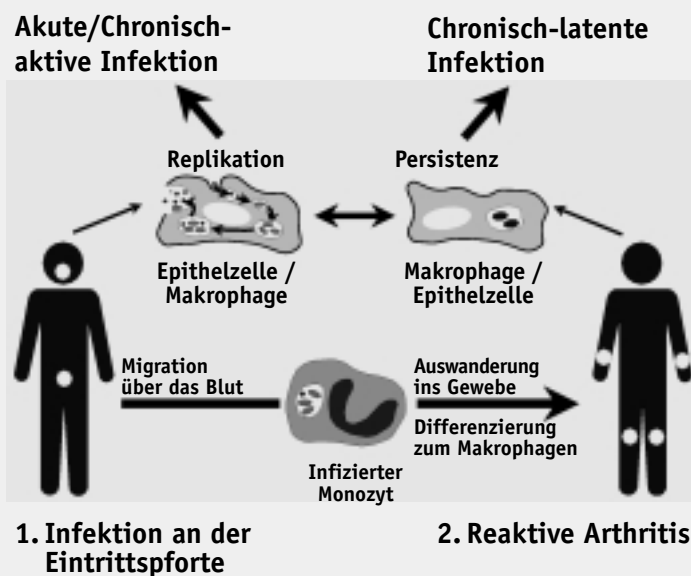 Akute/Chronisch-
aktive Infektion
Chronisch-latente
Infektion
Replikation
Persistenz
Epithelzelle /
Makrophage
Makrophage /
Epithelzelle
Migration
über das Blut
Auswanderung
ins Gewebe
Differenzierung
zum Makrophagen
Infizierter
Monozyt
1. Infektion an der
Eintrittspforte
2. Reaktive Arthritis